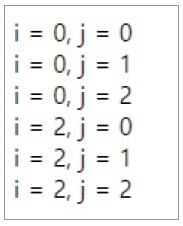 i = 0, j = 0
i = 0, j = 1
i = 0, j = 2
i = 2, j = 0
i = 2, j = 1
i = 2, j = 2